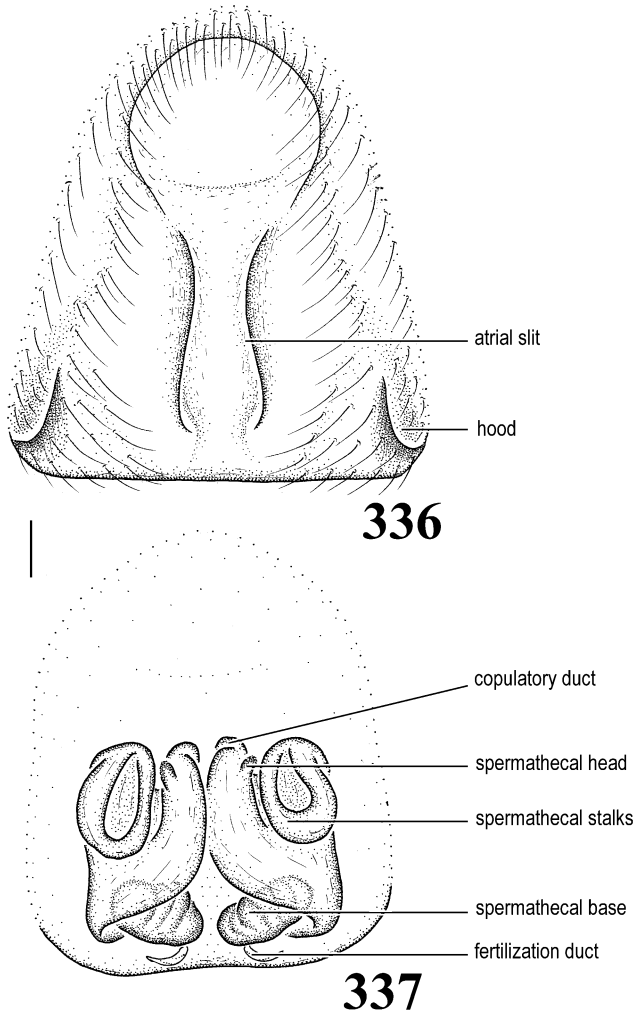 atrial slit
hood
336
copulatory duct
spermathecal head
spermathecal stalks
spermathecal base
fertilization duct
337